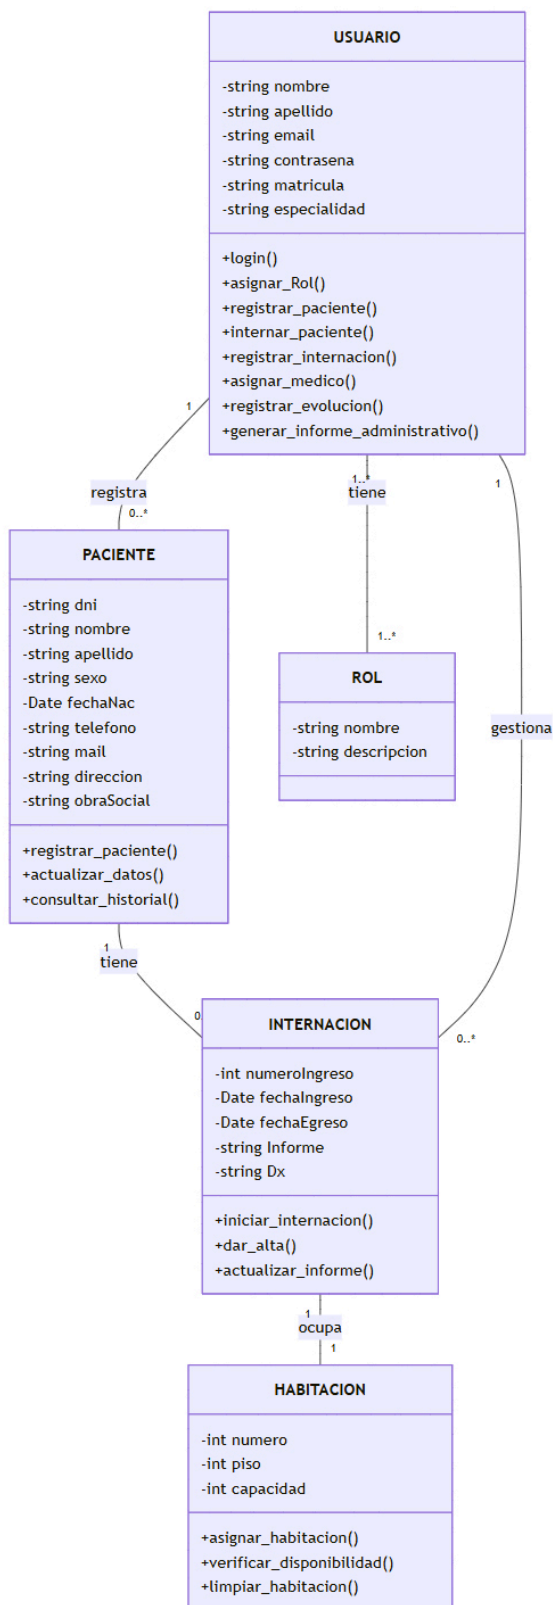 USUARIO
-string nombre
-string apellido
-string email
-string contrasena
-string matricula
-string especialidad
+login()
+asignar_Rol()
+registrar_paciente()
+internar_paciente()
+registrar_internacion()
+asignar_medico()
+registrar_evolucion()
+generar_informe_administrativo()
1
registra
0..*
1..*
tiene
1..*
1
gestiona
0..*
PACIENTE
-string dni
-string nombre
-string apellido
-string sexo
-Date fechaNac
-string telefono
-string mail
-string direccion
-string obraSocial
+registrar_paciente()
+actualizar_datos()
+consultar_historial()
ROL
-string nombre
-string descripcion
1
tiene
0.
INTERNACION
-int numeroIngreso
-Date fechaIngreso
-Date fechaEgreso
-string Informe
-string Dx
+iniciar_internacion()
+dar_alta()
+actualizar_informe()
1
ocupa
1
HABITACION
-int numero
-int piso
-int capacidad
+asignar_habitacion()
+verificar_disponibilidad()
+limpiar_habitacion()